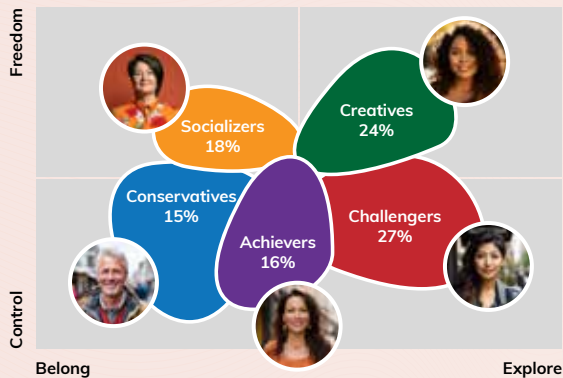 Freedom
Creatives
24%
Socializers
18%
Conservatives
15%
Challengers
27%
Achievers
16%
Control
Belong
Explore